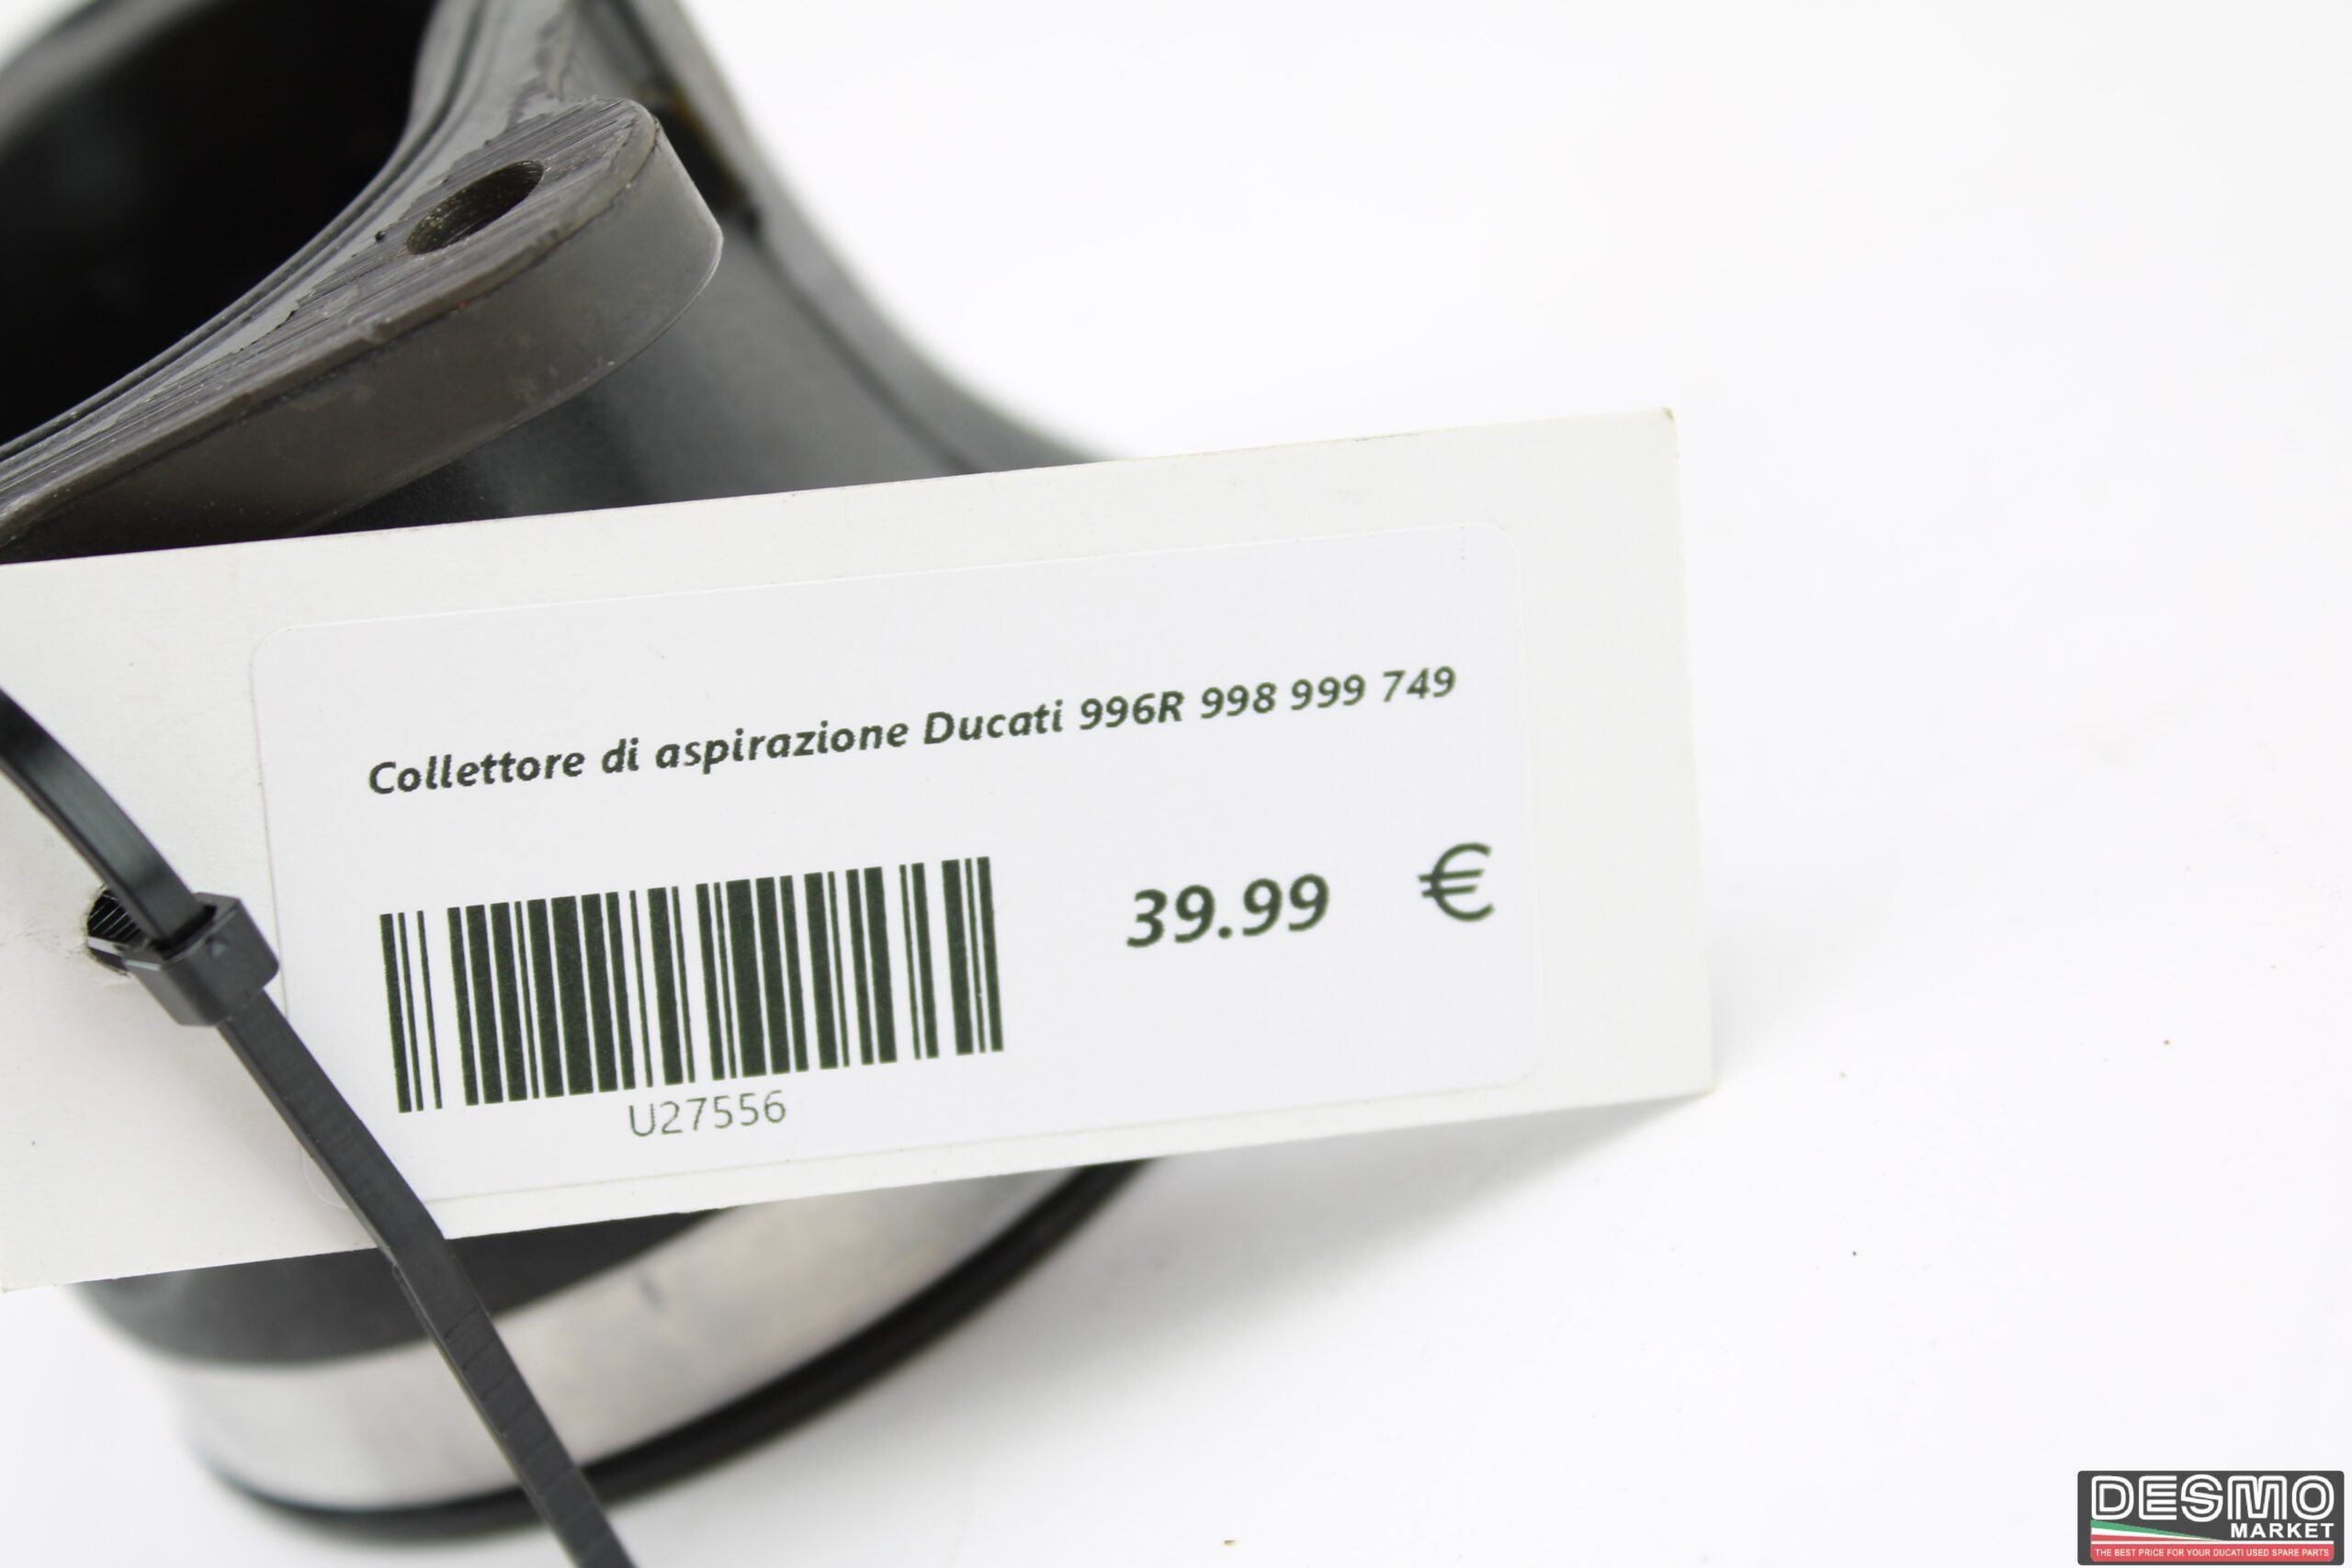 Collettore di aspirazione Ducati 996R 998 999 749
39.99 €
U27556
DESMO
MARKET
THE BEST PRICE FOR YOUR DUCATI USED SPARE PARTS